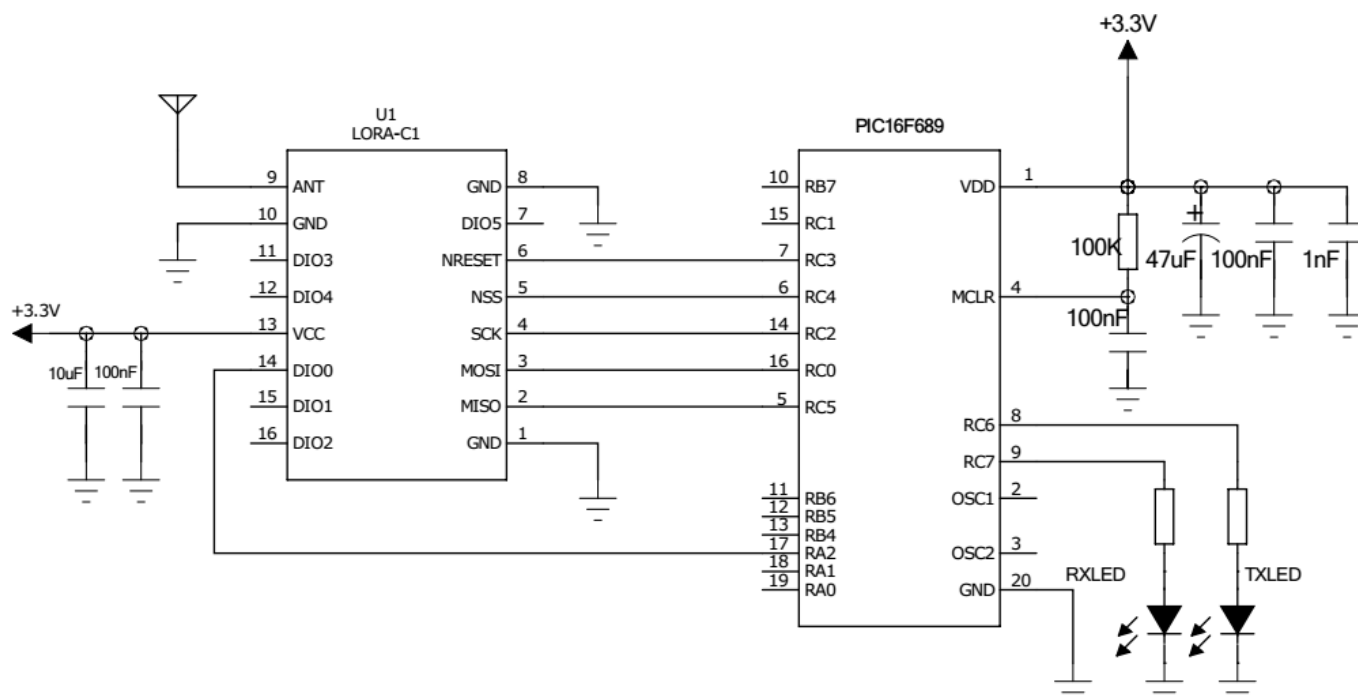 +3.3V
U1
LORA-C1
9 ANT
10 GND
11 DIO3
12 DIO4
13 VCC
14 DIO0
15 DIO1
16 DIO2
GND 8
DIO5 7
NRESET 6
NSS 5
SCK 4
MOSI 3
MISO 2
GND 1
+3.3V
10uF
100nF
PIC16F689
10 RB7
15 RC1
7 RC3
6 RC4
14 RC2
16 RC0
5 RC5
11 RB6
12 RB5
13 RB4
17 RA2
18 RA1
19 RA0
VDD 1
MCLR 4
RC6 8
RC7 9
OSC1 2
OSC2 3
GND 20
100K
+
47uF
100nF
1nF
100nF
RXLED
TXLED